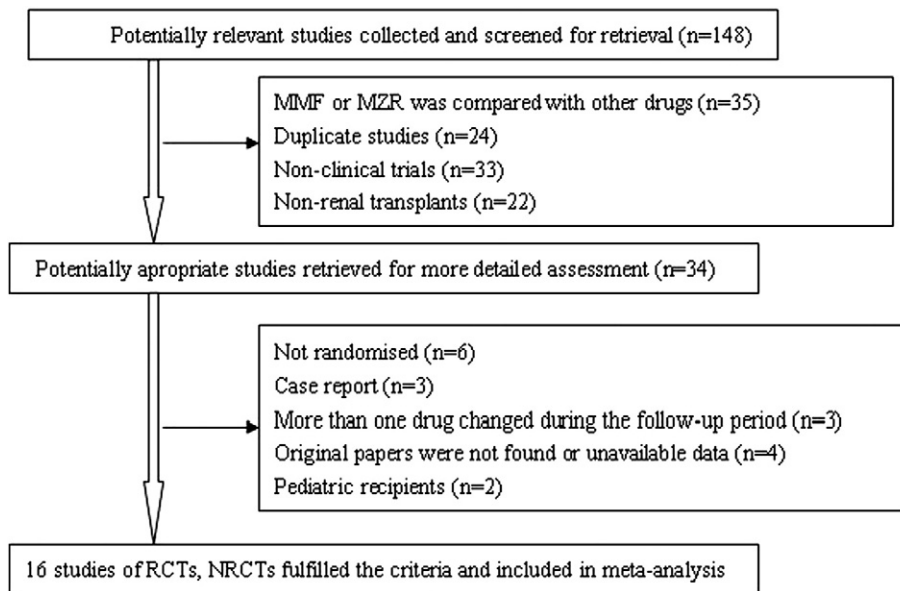 Potentially relevant studies collected and screened for retrieval (n=148)
MMF or MZR was compared with other drugs (n=35)
Duplicate studies (n=24)
Non-clinical trials (n=33)
Non-renal transplants (n=22)
Potentially apropriate studies retrieved for more detailed assessment (n=34)
Not randomised (n=6)
Case report (n=3)
More than one drug changed during the follow-up period (n=3)
Original papers were not found or unavailable data (n=4)
Pediatric recipients (n=2)
16 studies of RCTs, NRCTs fulfilled the criteria and included in meta-analysis